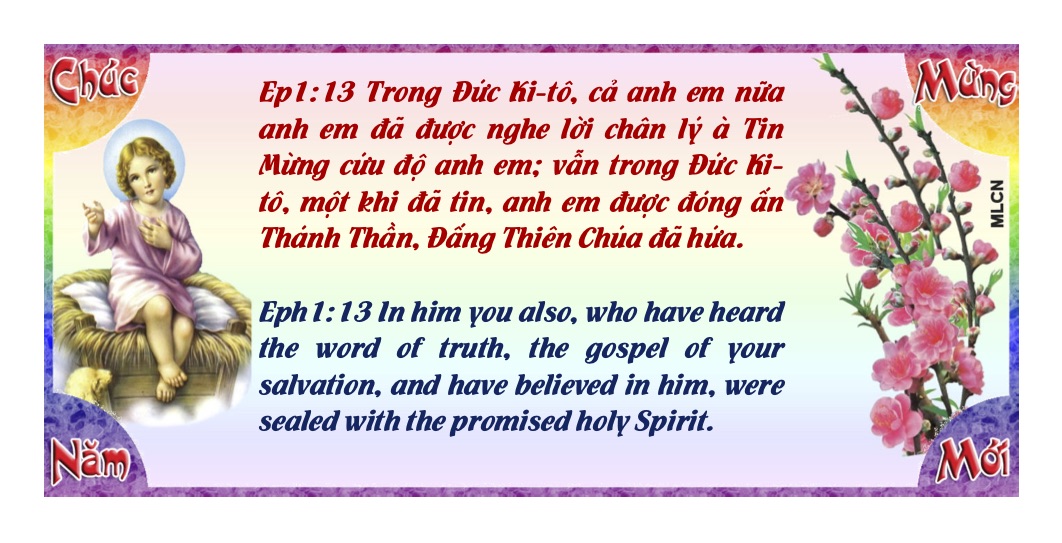 Chúc
Mừng
Ep1:13 Trong Đức Ki-tô, cả anh em nữa
anh em đã được nghe lời chân lý à Tin
Mừng cứu độ anh em; vẫn trong Đức Ki-
tô, một khi đã tin, anh em được đóng ấn
Thánh Thần, Đấng Thiên Chúa đã hứa.
MLCN
Eph1:13 In him you also, who have heard
the word of truth, the gospel of your
salvation, and have believed in him, were
sealed with the promised holy Spirit.
Năm
Mới